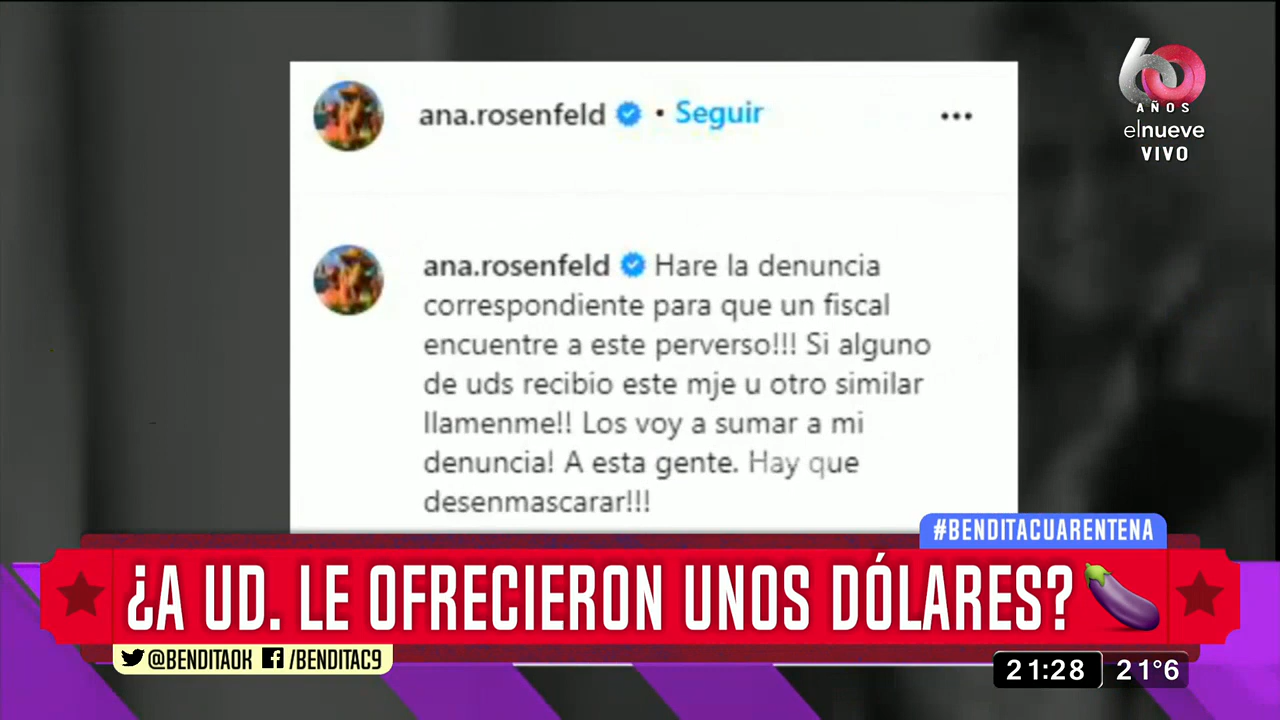 60
AÑOS
elnueve
VIVO
ana.rosenfeld • Seguir •••
ana.rosenfeld Hare la denuncia
correspondiente para que un fiscal
encuentre a este perverso!!! Si alguno
de uds recibio este mje u otro similar
llamenme!! Los voy a sumar a mi
denuncia! A esta gente. Hay que
desenmascarar!!!
#BENDITACUARENTENA
¿A UD. LE OFRECIERON UNOS DÓLARES?
@BENDITAOK /BENDITAC9
21:28 21°6